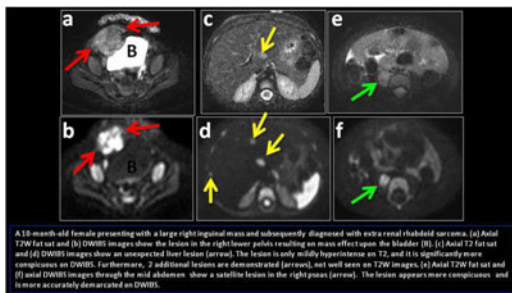 a
c
e
B
b
d
f
B
A 10-month-old female presenting with a large right inguinal mass and subsequently diagnosed with extra renal rhabdoid sarcoma. (a) Axial
T2W fat sat and (b) DWIBS images show the lesion in the right lower pelvis resulting on mass effect upon the bladder (B). (c) Axial T2 fat sat
and (d) DWIBS images show an unexpected liver lesion (arrow). The lesion is only mildly hyperintense on T2, and it is significantly more
conspicuous on DWIBS. Furthermore, 2 additional lesions are demonstrated (arrows), not well seen on T2W images. (e) Axial T2W fat sat and
(f) axial DWIBS images through the mid abdomen show a satellite lesion in the right psoas (arrow). The lesion appears more conspicuous and
is more accurately demarcated on DWIBS.